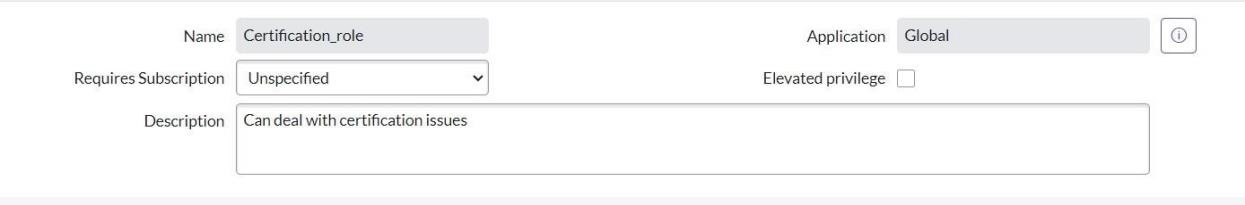 Name Certification_role Application Global
Requires Subscription Unspecified Elevated privilege
Description Can deal with certification issues